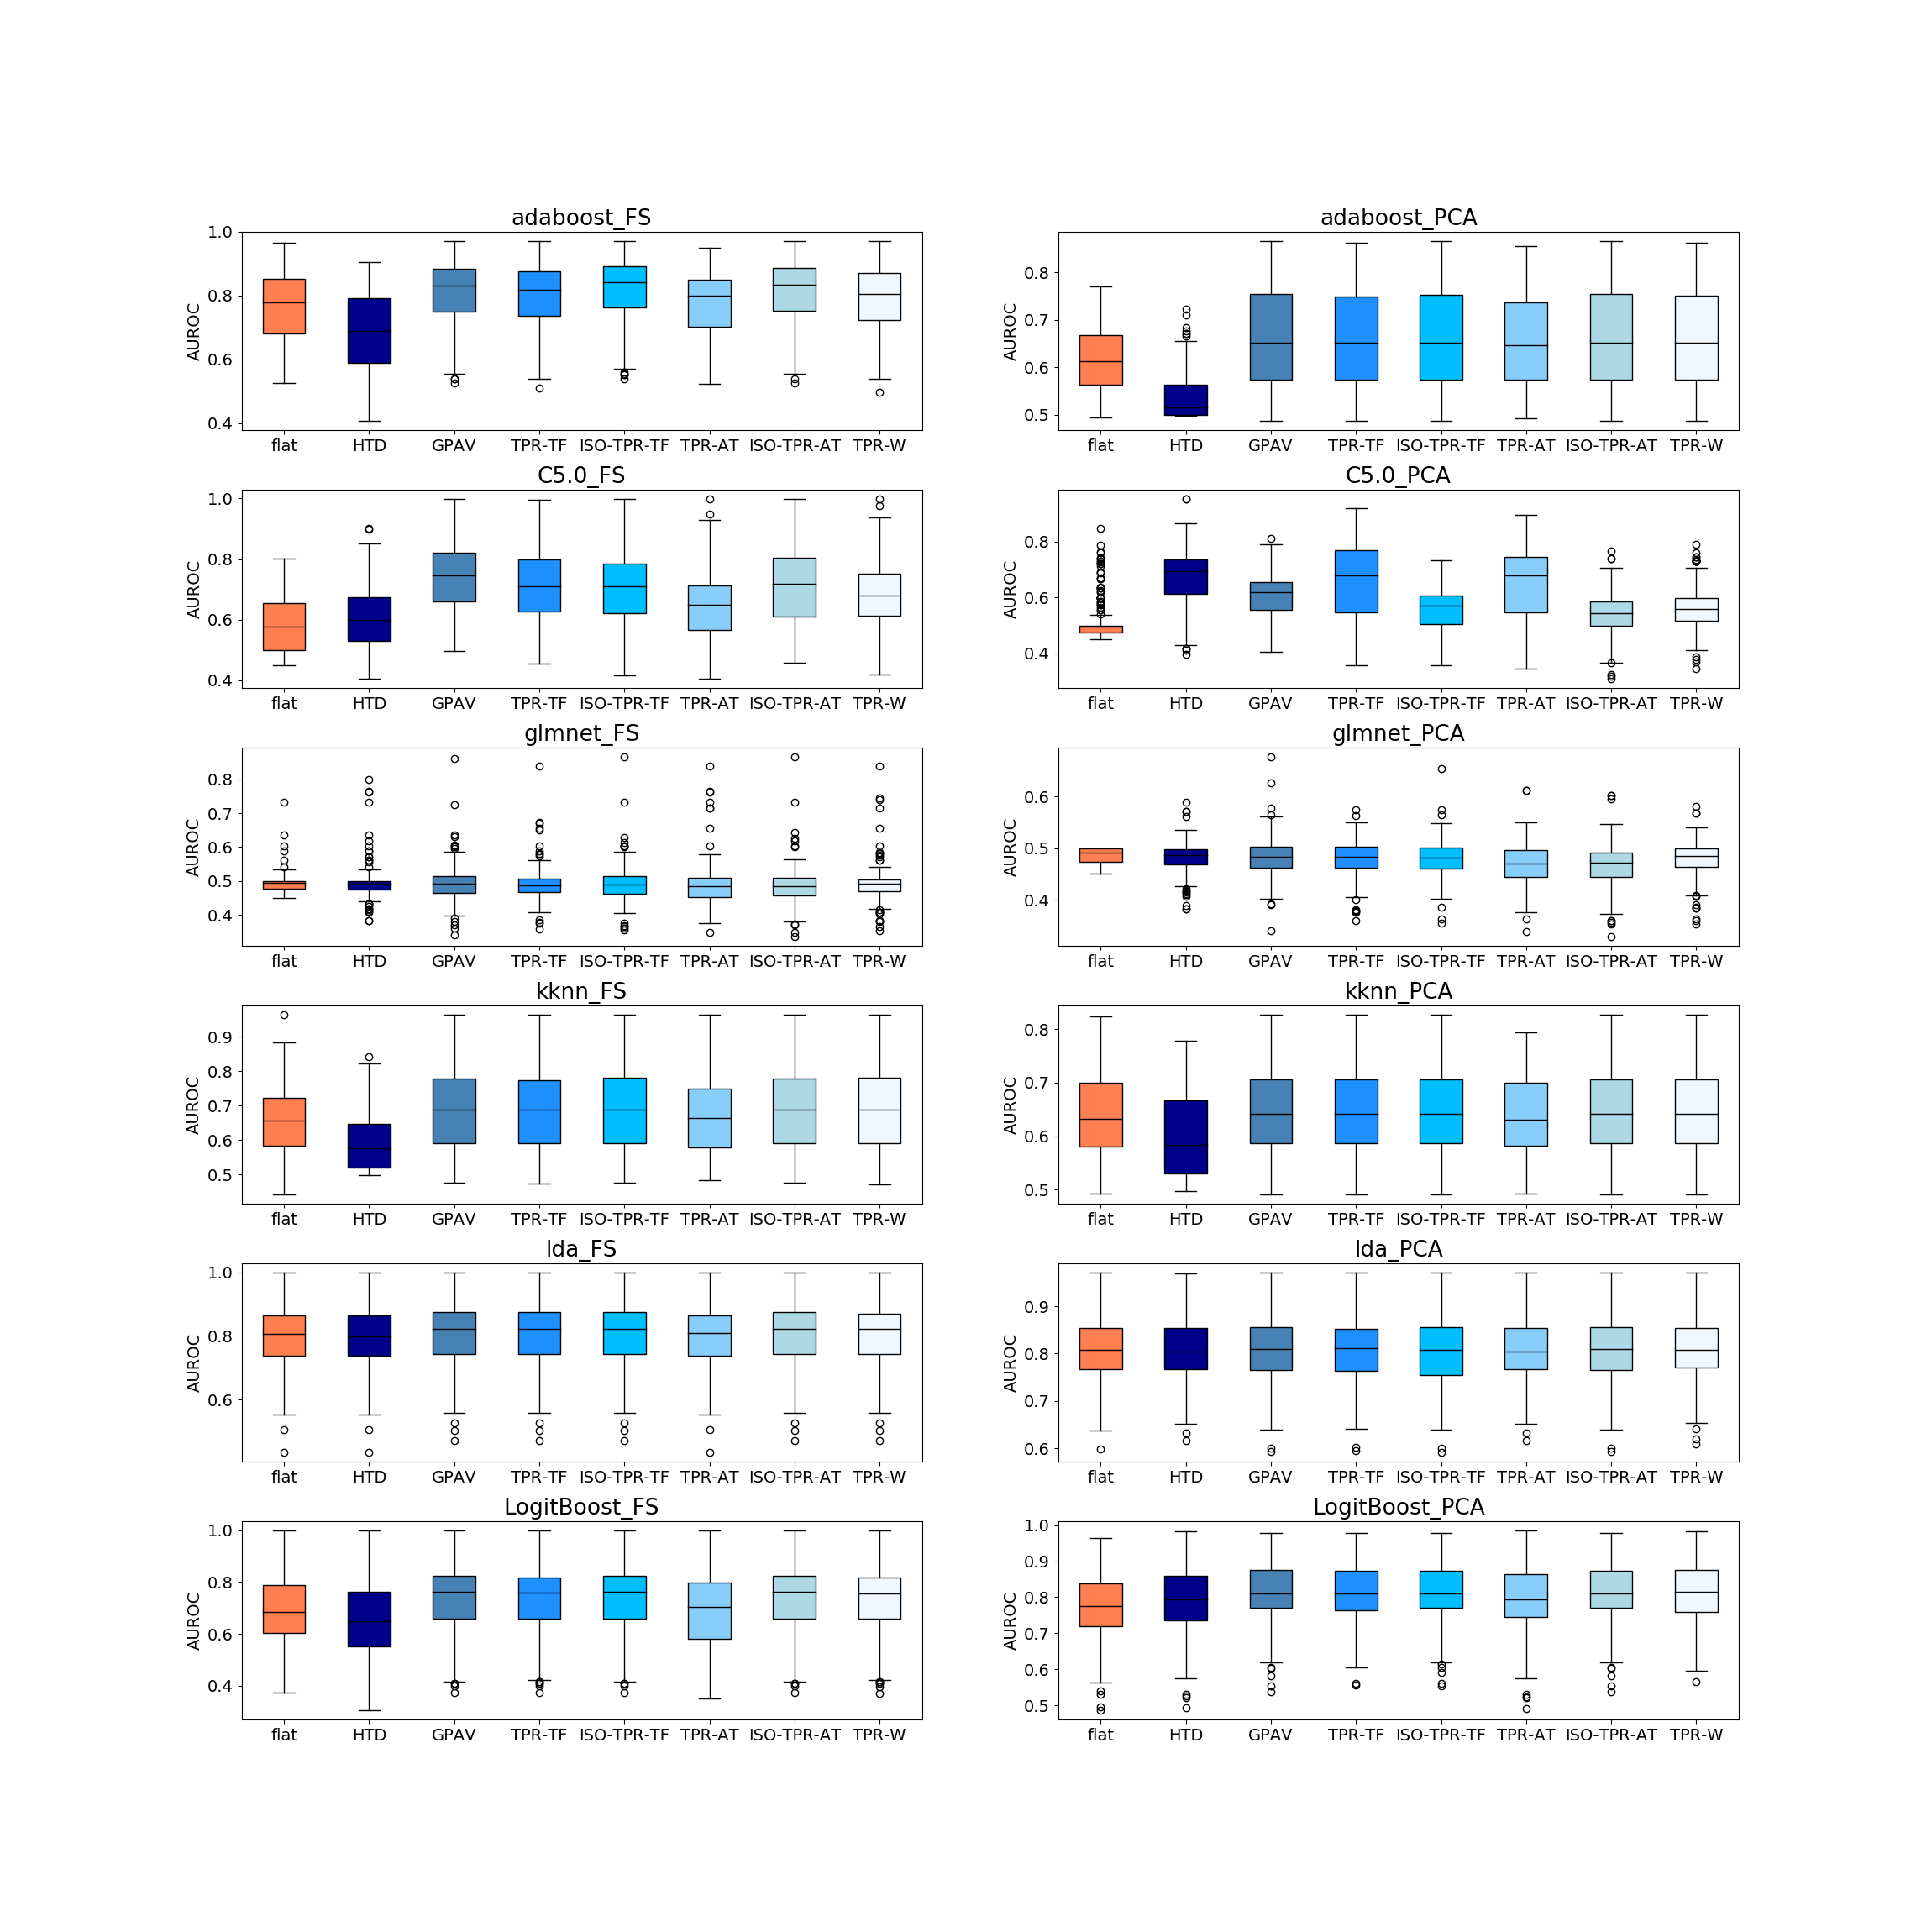 adaboost_FS
AUROC
1.0
0.8
0.6
0.4
flat HTD GPAV TPR-TF ISO-TPR-TF TPR-AT ISO-TPR-AT TPR-W
adaboost_PCA
AUROC
0.8
0.7
0.6
0.5
flat HTD GPAV TPR-TF ISO-TPR-TF TPR-AT ISO-TPR-AT TPR-W
C5.0_FS
AUROC
1.0
0.8
0.6
0.4
flat HTD GPAV TPR-TF ISO-TPR-TF TPR-AT ISO-TPR-AT TPR-W
C5.0_PCA
AUROC
0.8
0.6
0.4
flat HTD GPAV TPR-TF ISO-TPR-TF TPR-AT ISO-TPR-AT TPR-W
glmnet_FS
AUROC
0.8
0.7
0.6
0.5
0.4
flat HTD GPAV TPR-TF ISO-TPR-TF TPR-AT ISO-TPR-AT TPR-W
glmnet_PCA
AUROC
0.6
0.5
0.4
flat HTD GPAV TPR-TF ISO-TPR-TF TPR-AT ISO-TPR-AT TPR-W
kknn_FS
AUROC
0.9
0.8
0.7
0.6
0.5
flat HTD GPAV TPR-TF ISO-TPR-TF TPR-AT ISO-TPR-AT TPR-W
kknn_PCA
AUROC
0.8
0.7
0.6
0.5
flat HTD GPAV TPR-TF ISO-TPR-TF TPR-AT ISO-TPR-AT TPR-W
lda_FS
AUROC
1.0
0.8
0.6
flat HTD GPAV TPR-TF ISO-TPR-TF TPR-AT ISO-TPR-AT TPR-W
lda_PCA
AUROC
0.9
0.8
0.7
0.6
flat HTD GPAV TPR-TF ISO-TPR-TF TPR-AT ISO-TPR-AT TPR-W
LogitBoost_FS
AUROC
1.0
0.8
0.6
0.4
flat HTD GPAV TPR-TF ISO-TPR-TF TPR-AT ISO-TPR-AT TPR-W
LogitBoost_PCA
AUROC
1.0
0.9
0.8
0.7
0.6
0.5
flat HTD GPAV TPR-TF ISO-TPR-TF TPR-AT ISO-TPR-AT TPR-W